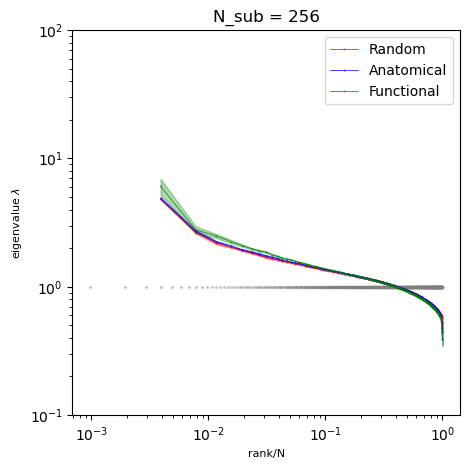 N_sub = 256
10²
10¹
10⁰
10⁻¹
eigenvalue λ
Random
Anatomical
Functional
10⁻³
10⁻²
10⁻¹
10⁰
rank/N